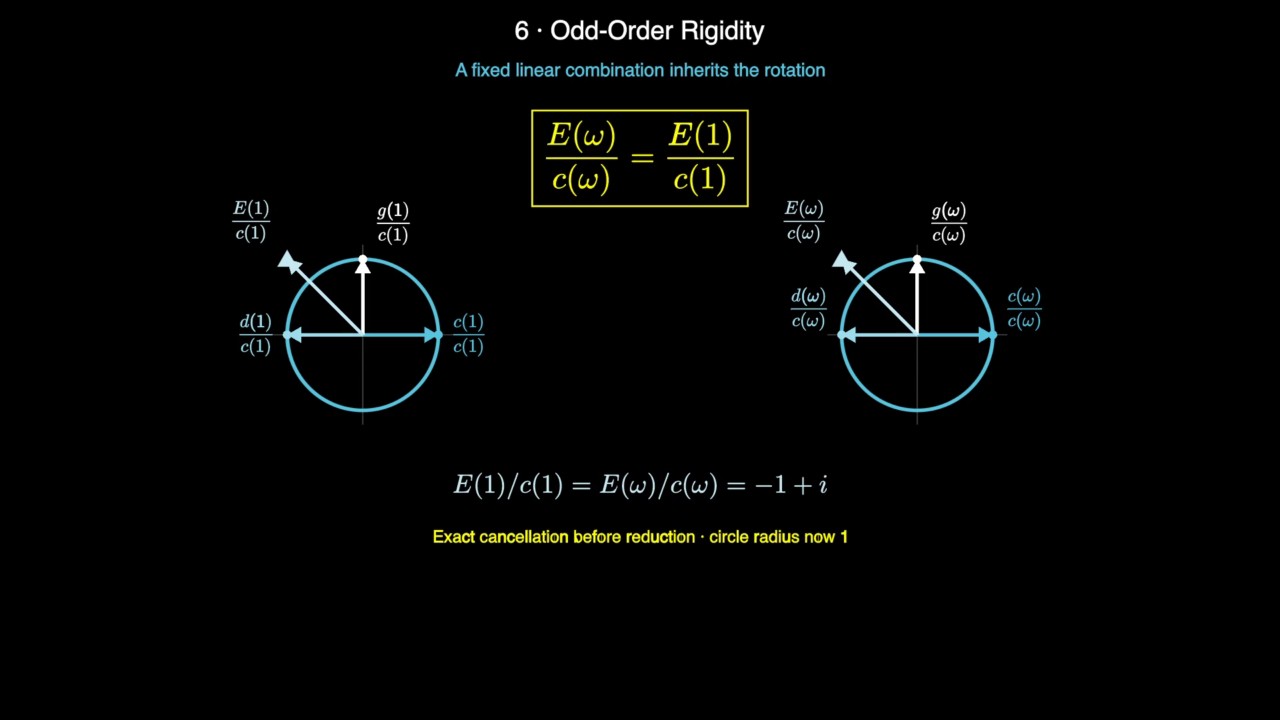 6 · Odd-Order Rigidity
A fixed linear combination inherits the rotation
E(ω)/c(ω) = E(1)/c(1)
E(1)/c(1)
g(1)/c(1)
d(1)/c(1)
c(1)/c(1)
E(ω)/c(ω)
g(ω)/c(ω)
d(ω)/c(ω)
c(ω)/c(ω)
E(1)/c(1) = E(ω)/c(ω) = −1 + i
Exact cancellation before reduction · circle radius now 1